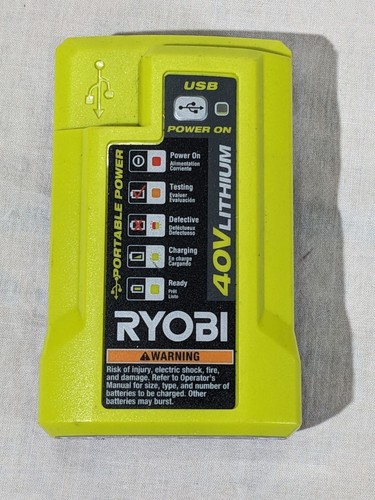 USB
POWER ON
PORTABLE POWER
40V LITHIUM
Power On
Alimentation
Corriente
Testing
Évaluer
Evaluación
Defective
Défectueux
Defectuoso
Charging
En charge
Cargando
Ready
Prêt
Listo
RYOBI
WARNING
Risk of injury, electric shock, fire,
and damage. Refer to Operator's
Manual for size, type, and number of
batteries to be charged. Other
batteries may burst.